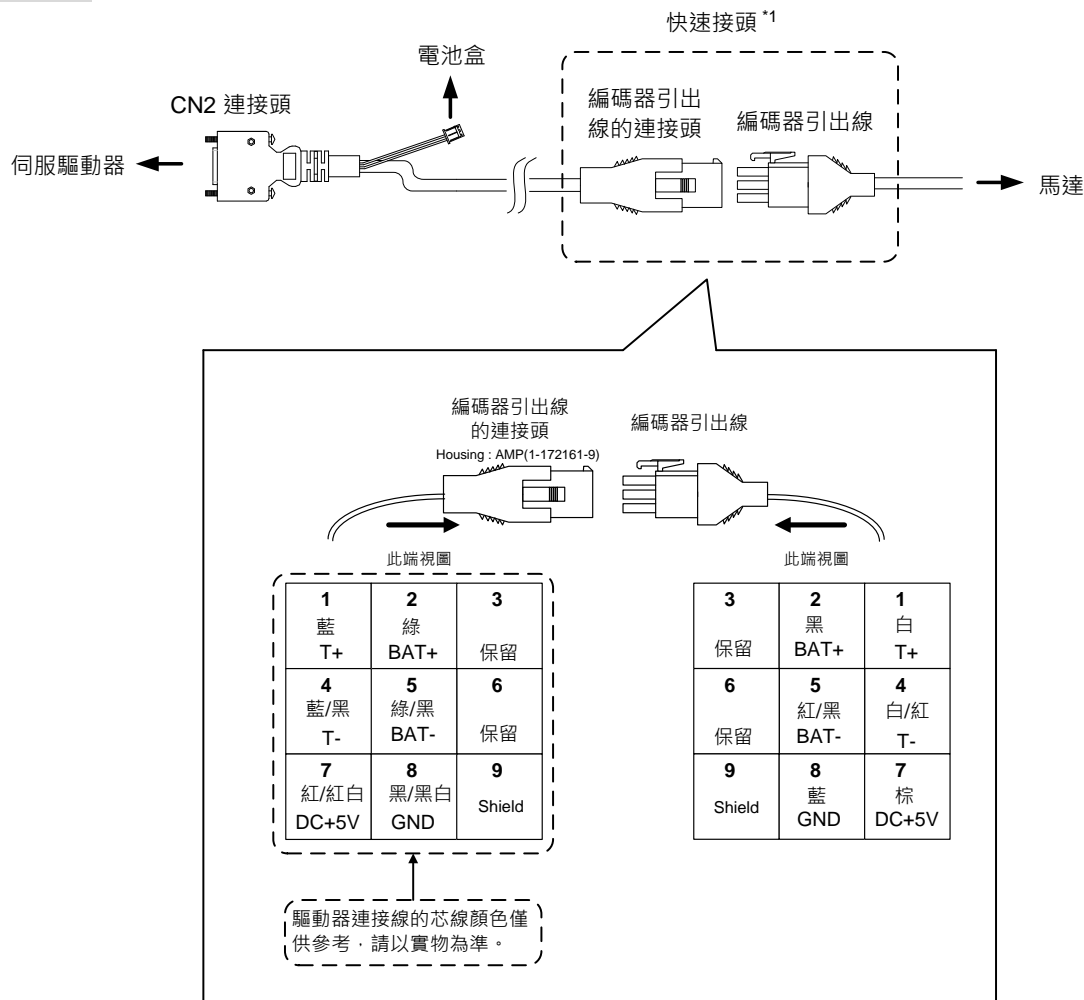 快速接頭 *1
電池盒
CN2 連接頭
編碼器引出
線的連接頭
編碼器引出線
伺服驅動器
馬達
編碼器引出線
的連接頭
Housing : AMP(1-172161-9)
編碼器引出線
此端視圖
此端視圖
1 2 3
藍 綠
T+ BAT+ 保留
4 5 6
藍/黑 綠/黑
T- BAT- 保留
7 8 9
紅/紅白 黑/黑白 Shield
DC+5V GND
3 2 1
黑 白
保留 BAT+ T+
6 5 4
紅/黑 白/紅
保留 BAT- T-
9 8 7
Shield 藍 棕
GND DC+5V
驅動器連接線的芯線顏色僅
供參考，請以實物為準。